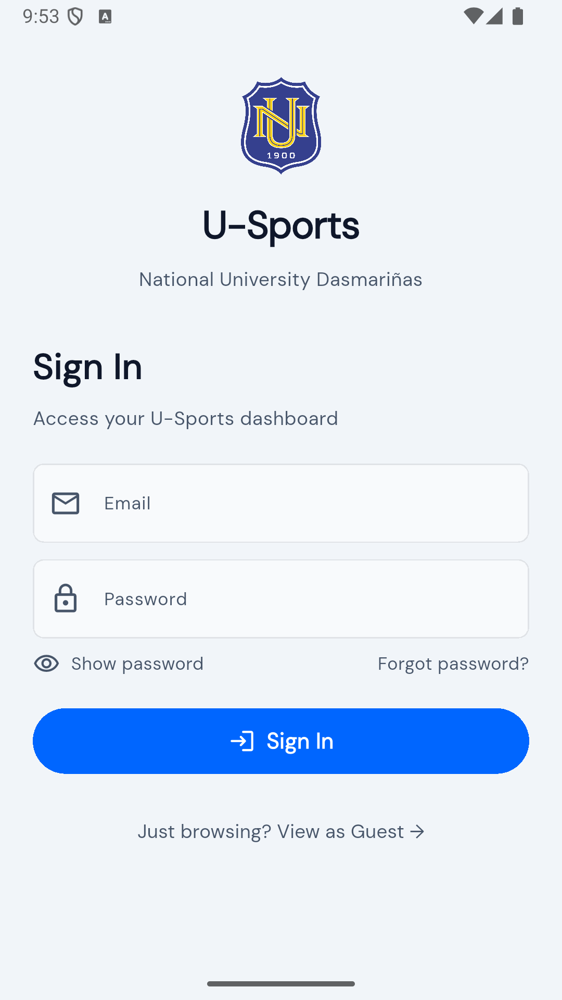 9:53
A
NU
1900
U-Sports
National University Dasmariñas
Sign In
Access your U-Sports dashboard
Email
Password
Show password
Forgot password?
Sign In
Just browsing? View as Guest →